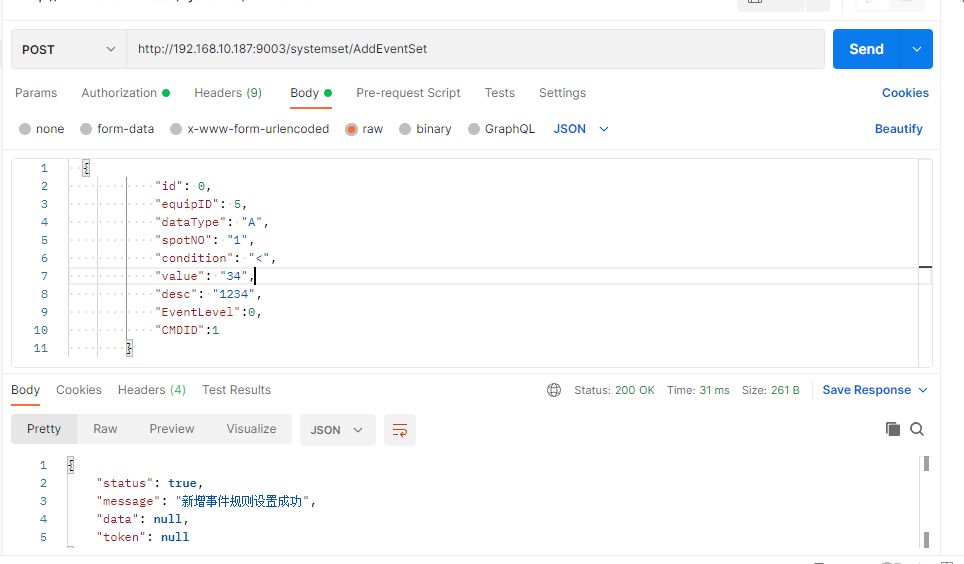 POST http://192.168.10.187:9003/systemset/AddEventSet Send
Params Authorization Headers (9) Body Pre-request Script Tests Settings Cookies
none form-data x-www-form-urlencoded raw binary GraphQL JSON Beautify
1 {
2 "id": 0,
3 "equipID": 5,
4 "dataType": "A",
5 "spotNO": "1",
6 "condition": "<",
7 "value": "34",
8 "desc": "1234",
9 "EventLevel":0,
10 "CMDID":1
11 }
Body Cookies Headers (4) Test Results Status: 200 OK Time: 31 ms Size: 261 B Save Response
Pretty Raw Preview Visualize JSON
1 {
2 "status": true,
3 "message": "新增事件规则设置成功",
4 "data": null,
5 "token": null